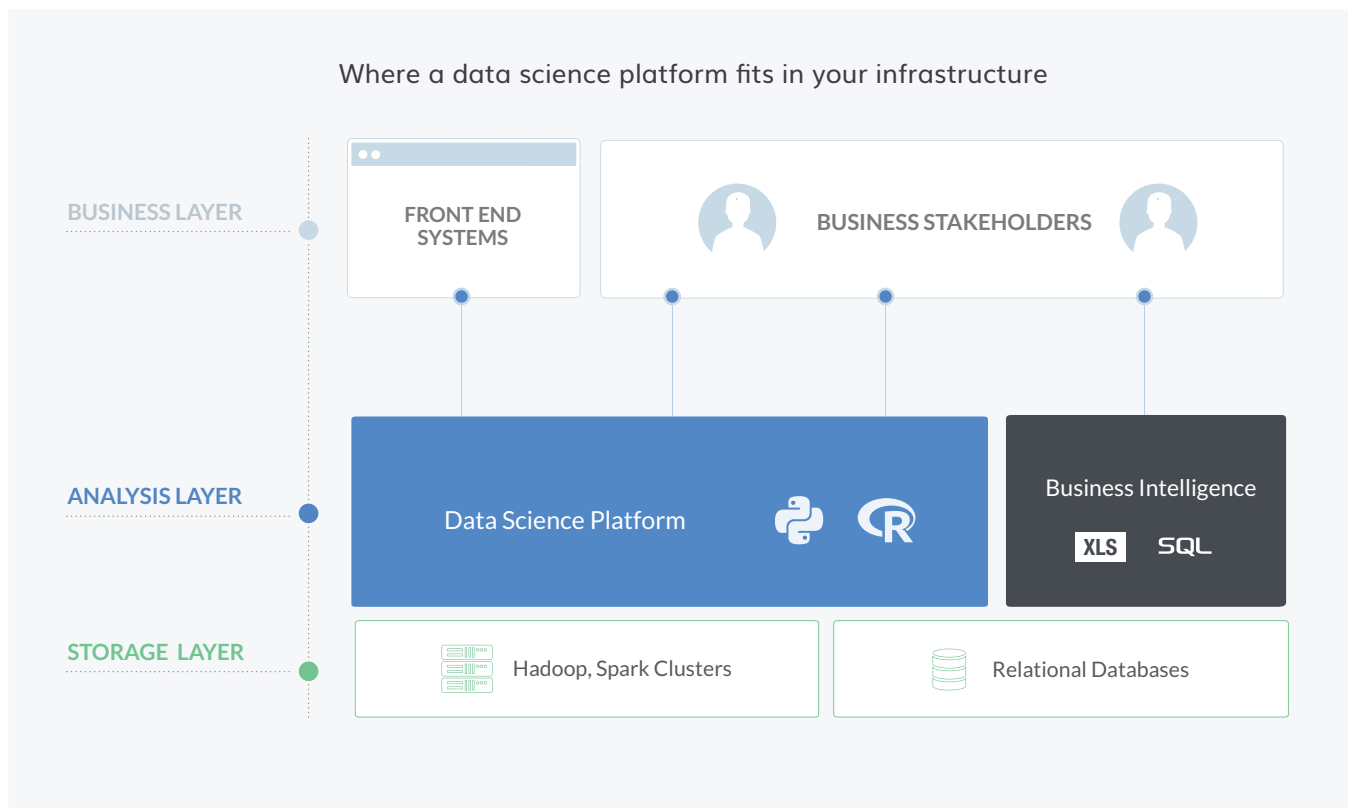 Where a data science platform fits in your infrastructure
BUSINESS LAYER
FRONT END
SYSTEMS
BUSINESS STAKEHOLDERS
ANALYSIS LAYER
Data Science Platform
R
Business Intelligence
XLS
SQL
STORAGE LAYER
Hadoop, Spark Clusters
Relational Databases